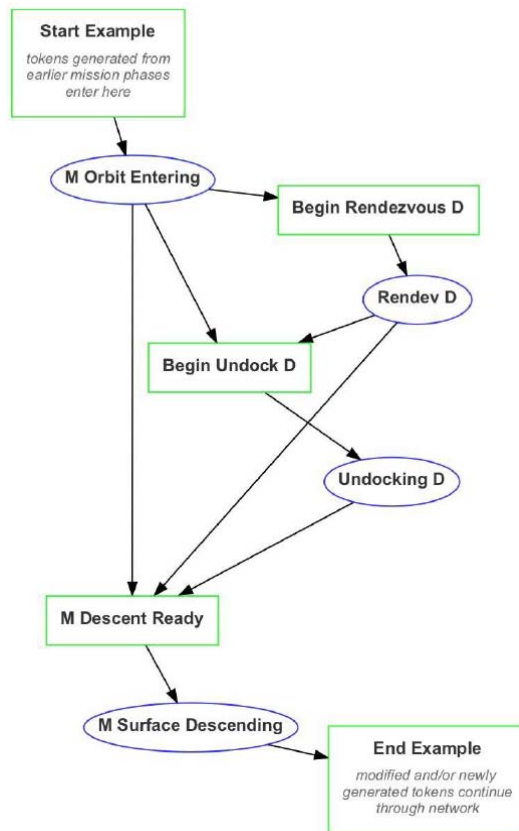 Start Example
tokens generated from
earlier mission phases
enter here
M Orbit Entering
Begin Rendezvous D
Rendev D
Begin Undock D
Undocking D
M Descent Ready
M Surface Descending
End Example
modified and/or newly
generated tokens continue
through network